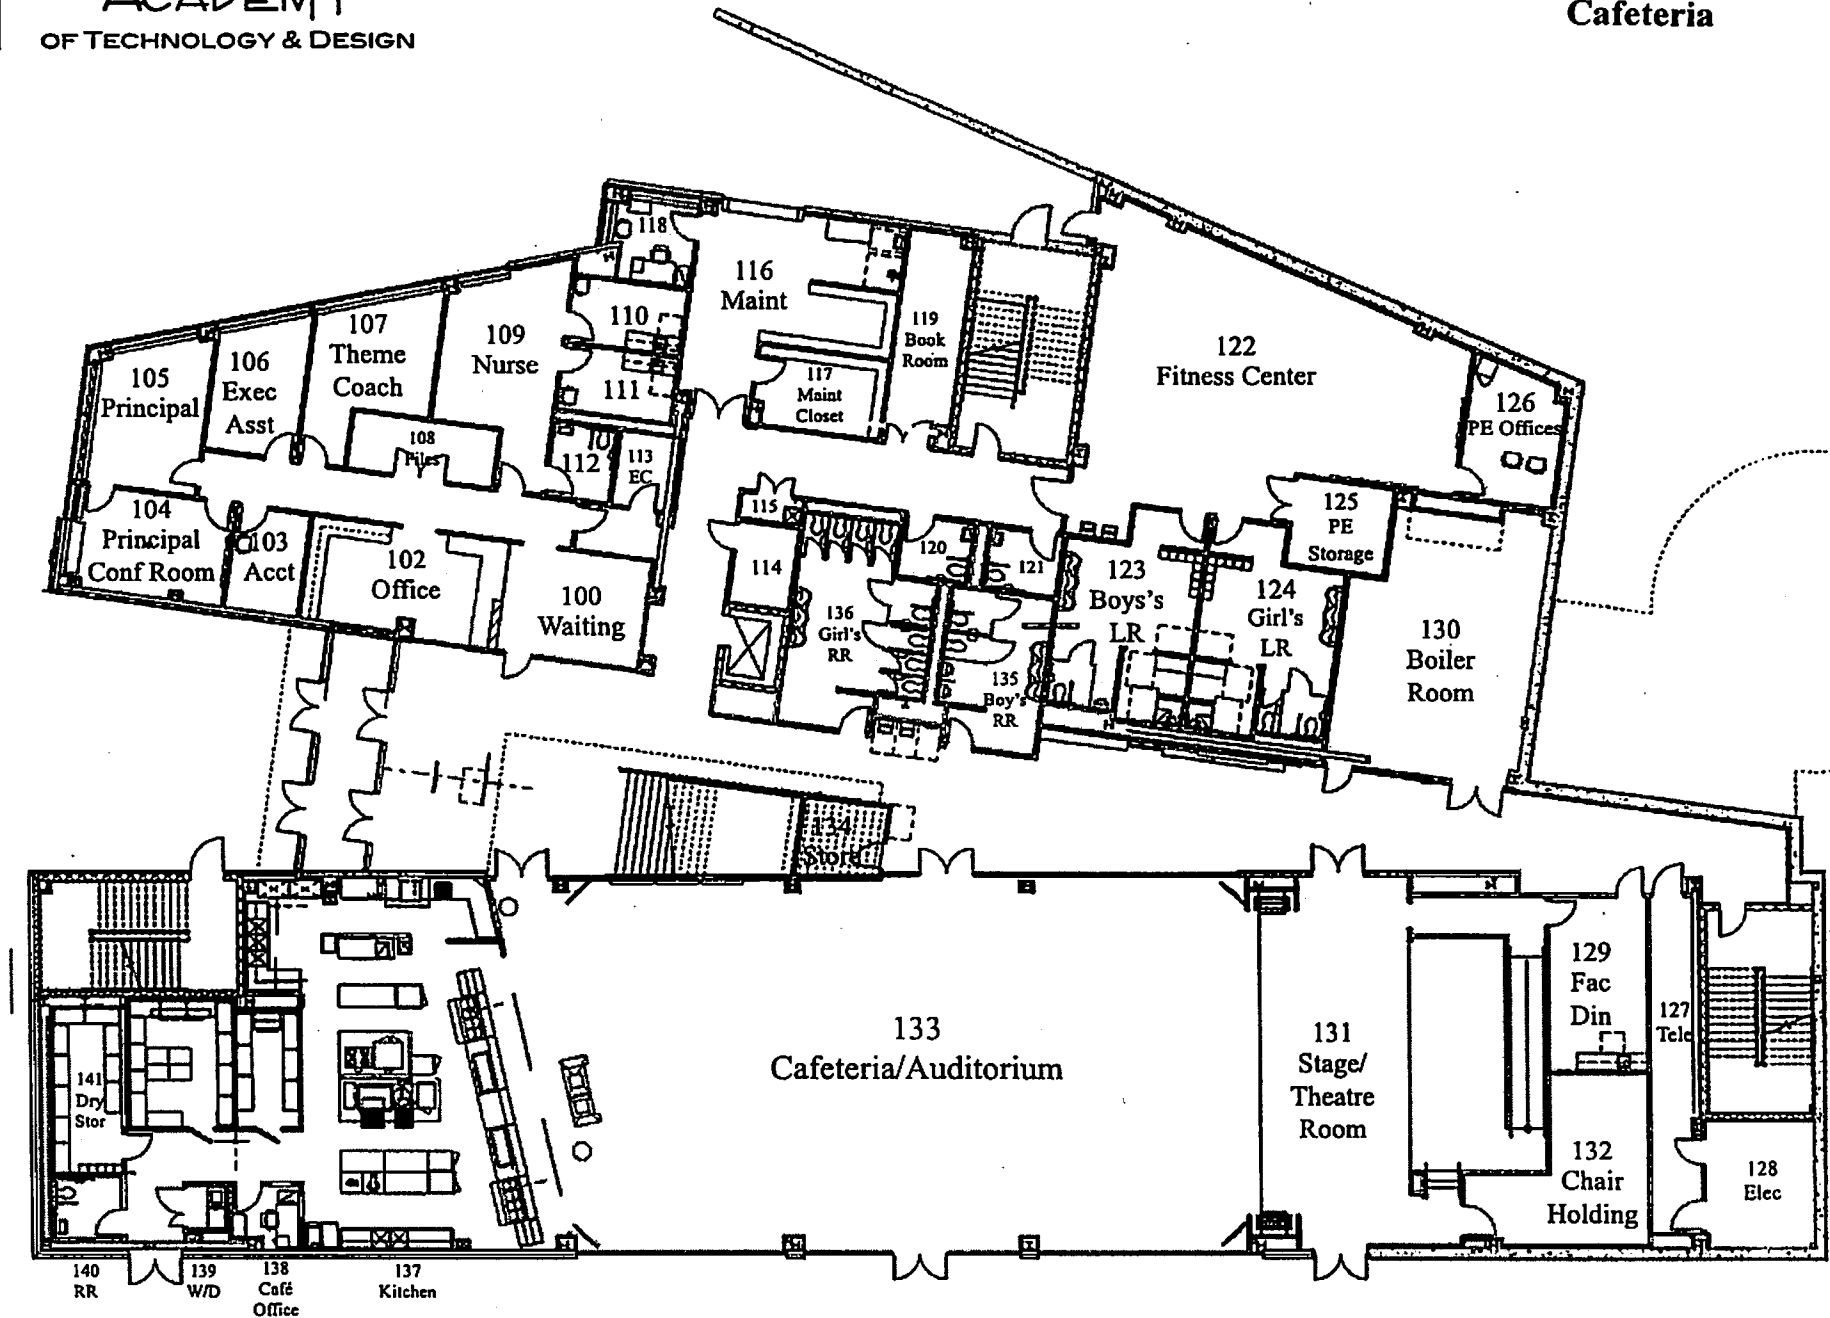 ACADEMY
OF TECHNOLOGY & DESIGN
Cafeteria
118
116
Maint
110
111
119
Book
Room
117
Maint
Closet
122
Fitness Center
126
PE Offices
107
Theme
Coach
109
Nurse
106
Exec
Asst
105
Principal
108
Files
112
113
EC
104
Principal
Conf Room
103
Acct
102
Office
100
Waiting
115
114
120
121
125
PE
Storage
123
Boys's
LR
124
Girl's
LR
136
Girl's
RR
135
Boy's
RR
130
Boiler
Room
134
Store
133
Cafeteria/Auditorium
131
Stage/
Theatre
Room
129
Fac
Din
127
Tele
132
Chair
Holding
128
Elec
141
Dry
Stor
140
RR
139
W/D
138
Café
Office
137
Kitchen